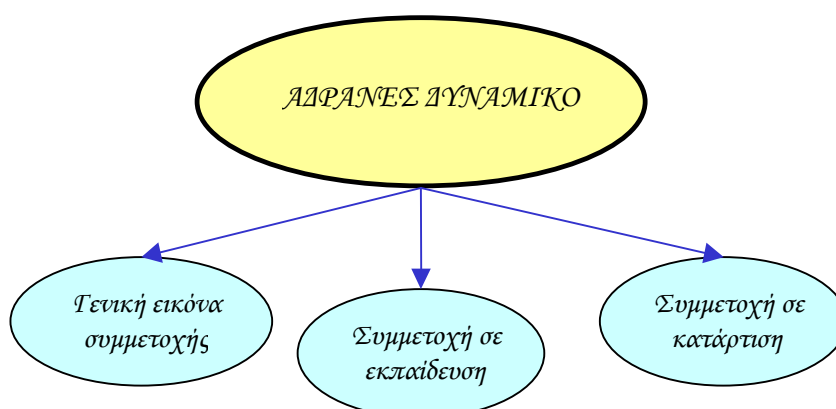 ΑΔΡΑΝΕΣ ΔΥΝΑΜΙΚΟ
Γενική εικόνα
συμμετοχής
Συμμετοχή σε
εκπαίδευση
Συμμετοχή σε
κατάρτιση